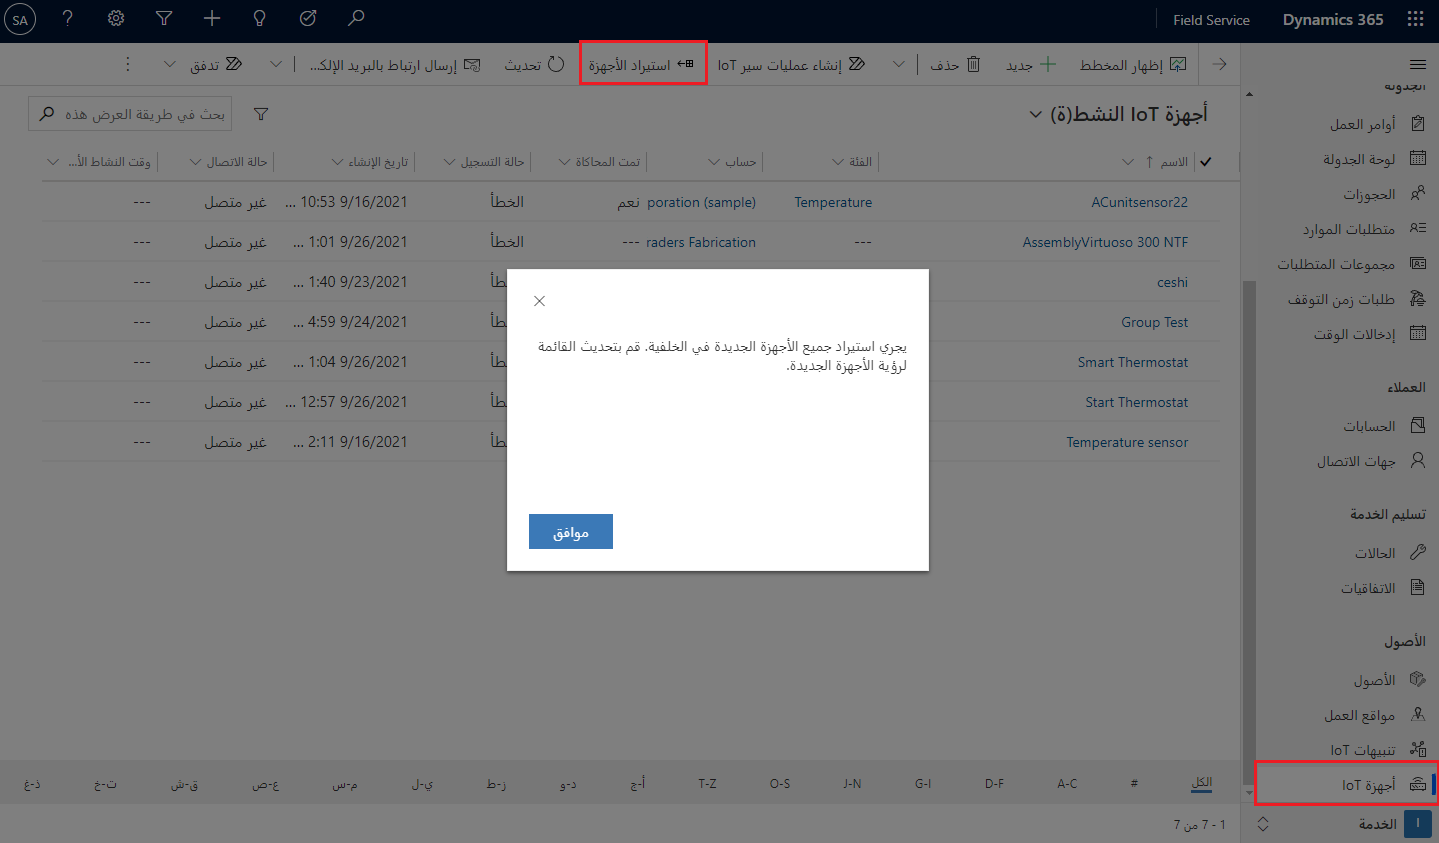 Dynamics 365
Field Service
SA
إظهار المخطط
جديد
حذف
إنشاء عمليات سير IoT
استيراد الأجهزة
تحديث
إرسال ارتباط بالبريد الإلك...
تدفق
أجهزة IoT النشط(ة)
بحث في طريقة العرض هذه
الاسم الفئة حساب تمت المحاكاة حالة التسجيل تاريخ الإنشاء حالة الاتصال وقت النشاط الأ...
ACunitsensor22 Temperature poration (sample) نعم الخطأ 9/16/2021 10:53 ... غير متصل ---
AssemblyVirtuoso 300 NTF --- raders Fabrication --- الخطأ 9/26/2021 1:01 ... غير متصل ---
ceshi 9/23/2021 1:40 ... غير متصل ---
Group Test 9/24/2021 4:59 ... غير متصل ---
Smart Thermostat 9/26/2021 1:04 ... غير متصل ---
Start Thermostat 9/26/2021 12:57 ... غير متصل ---
Temperature sensor 9/16/2021 2:11 ... غير متصل ---
يجري استيراد جميع الأجهزة الجديدة في الخلفية. قم بتحديث القائمة
لرؤية الأجهزة الجديدة.
موافق
الكل # A-C D-F G-I J-N O-S T-Z أ-ج د-و ز-ط ي-ل م-س ع-ص ق-ش ت-خ ذ-غ
1 - 7 من 7
الجدولة
أوامر العمل
لوحة الجدولة
الحجوزات
متطلبات الموارد
مجموعات المتطلبات
طلبات زمن التوقف
إدخالات الوقت
العملاء
الحسابات
جهات الاتصال
تسليم الخدمة
الحالات
الاتفاقيات
الأصول
الأصول
مواقع العمل
تنبيهات IoT
أجهزة IoT
ا الخدمة